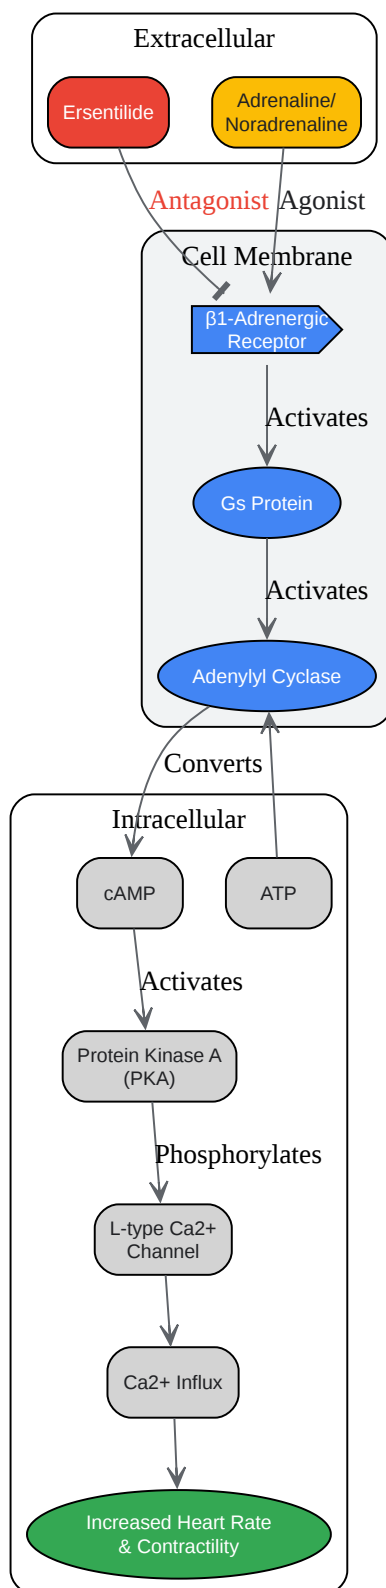 Extracellular
Ersentilide
Adrenaline/
Noradrenaline
Antagonist
Agonist
Cell Membrane
β1-Adrenergic
Receptor
Activates
Gs Protein
Activates
Adenylyl Cyclase
Converts
Intracellular
cAMP
ATP
Activates
Protein Kinase A
(PKA)
Phosphorylates
L-type Ca2+
Channel
Ca2+ Influx
Increased Heart Rate
& Contractility